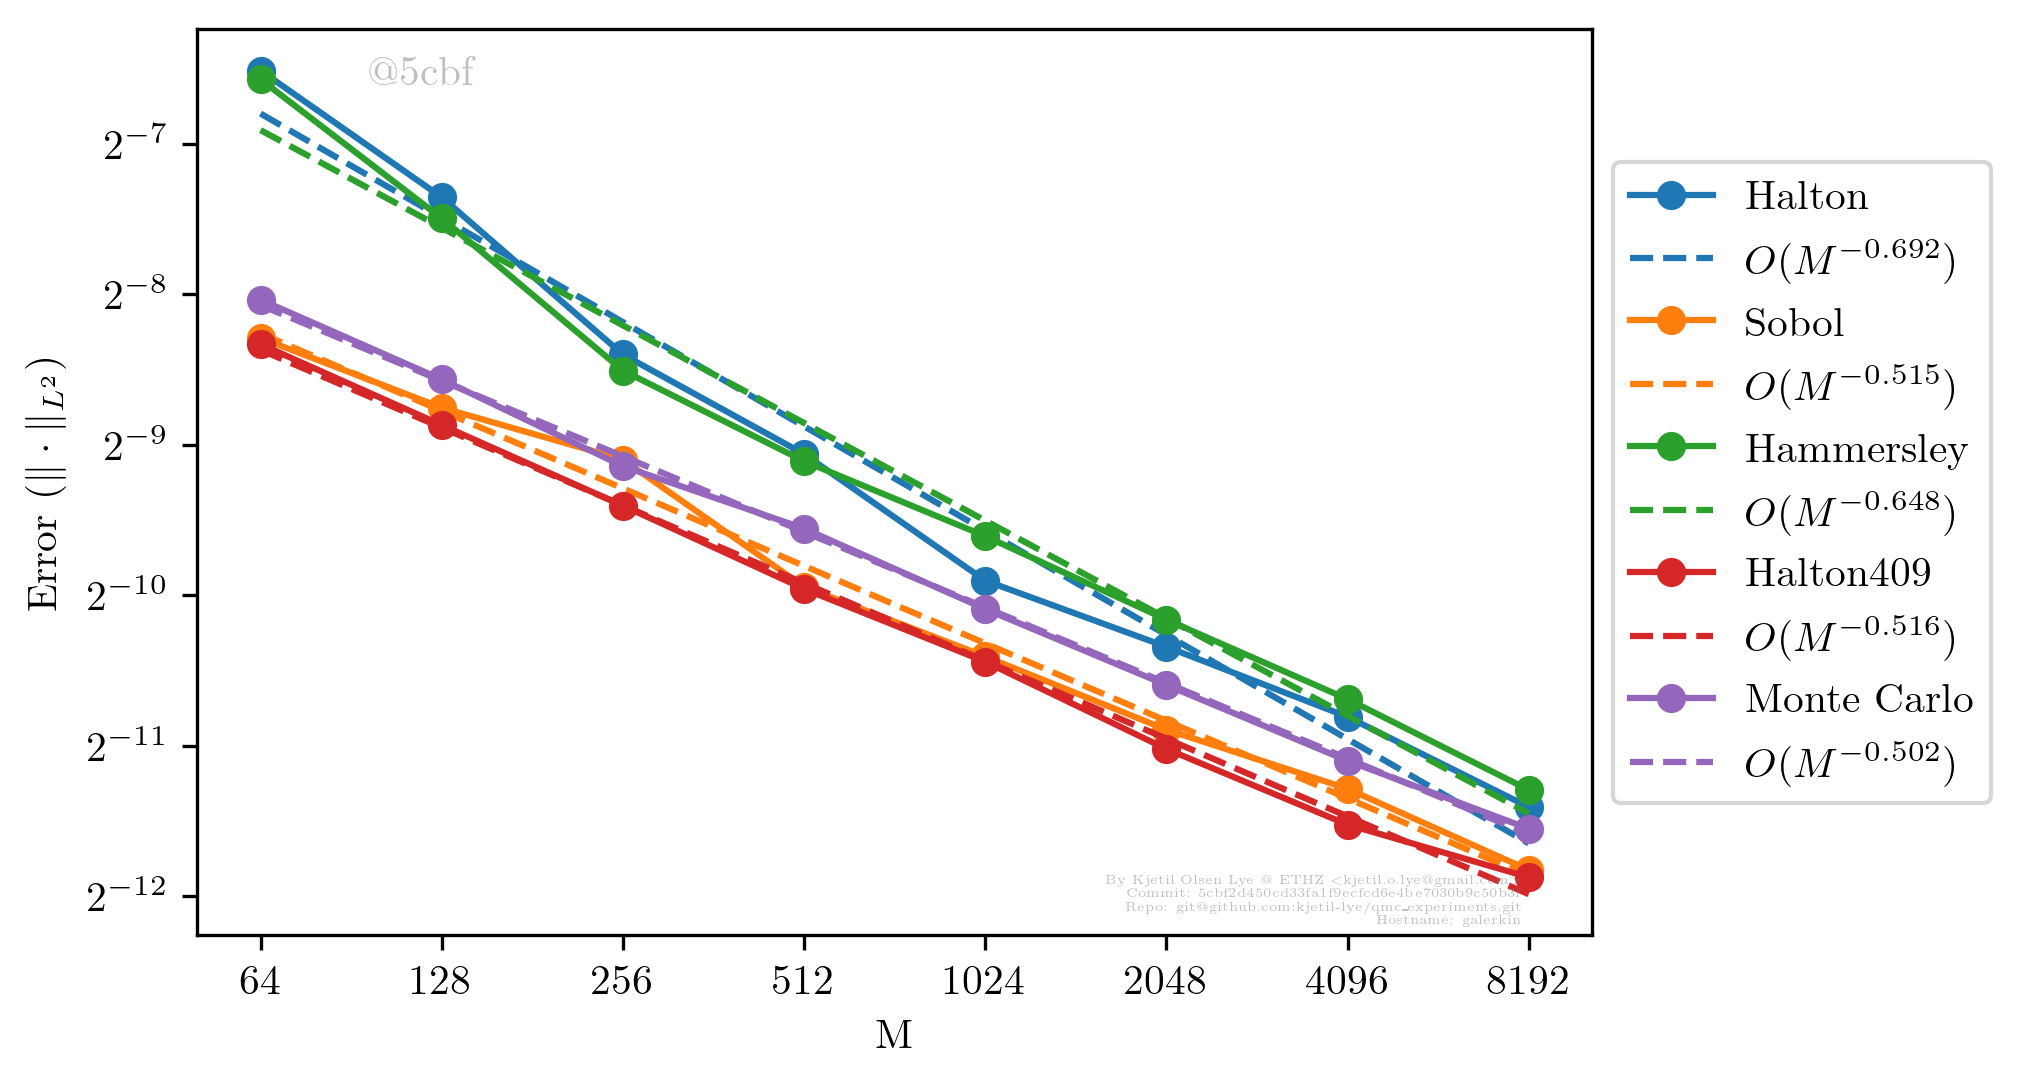 @5cbf
2^{-7}
2^{-8}
2^{-9}
2^{-10}
2^{-11}
2^{-12}
Error (|| · ||_{L^2})
64 128 256 512 1024 2048 4096 8192
M
Halton
O(M^{-0.692})
Sobol
O(M^{-0.515})
Hammersley
O(M^{-0.648})
Halton409
O(M^{-0.516})
Monte Carlo
O(M^{-0.502})
By Kjetil Olsen Lye @ ETHZ
Commit:
Repo: git@github.com:kjetil-lye/qmc_experiments.git
Hostname: galerkin